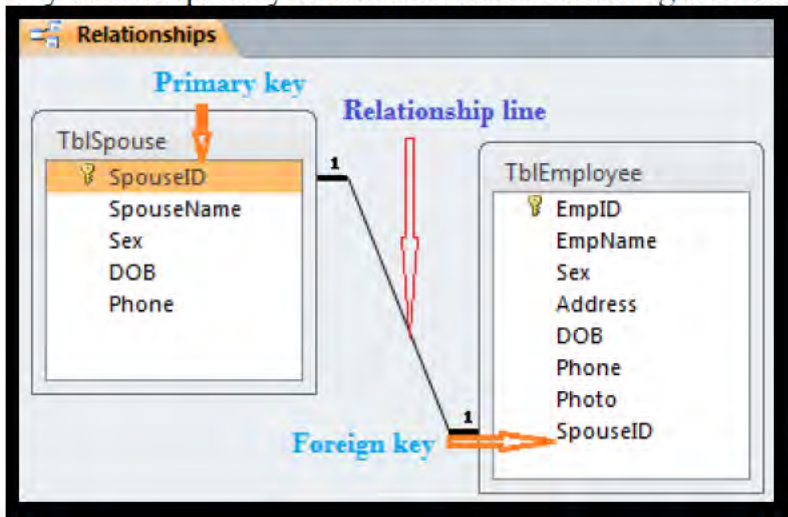 Relationships
Primary key
Relationship line
TblSpouse
SpouseID
SpouseName
Sex
DOB
Phone
1
TblEmployee
EmpID
EmpName
Sex
Address
DOB
Phone
Photo
SpouseID
1
Foreign key